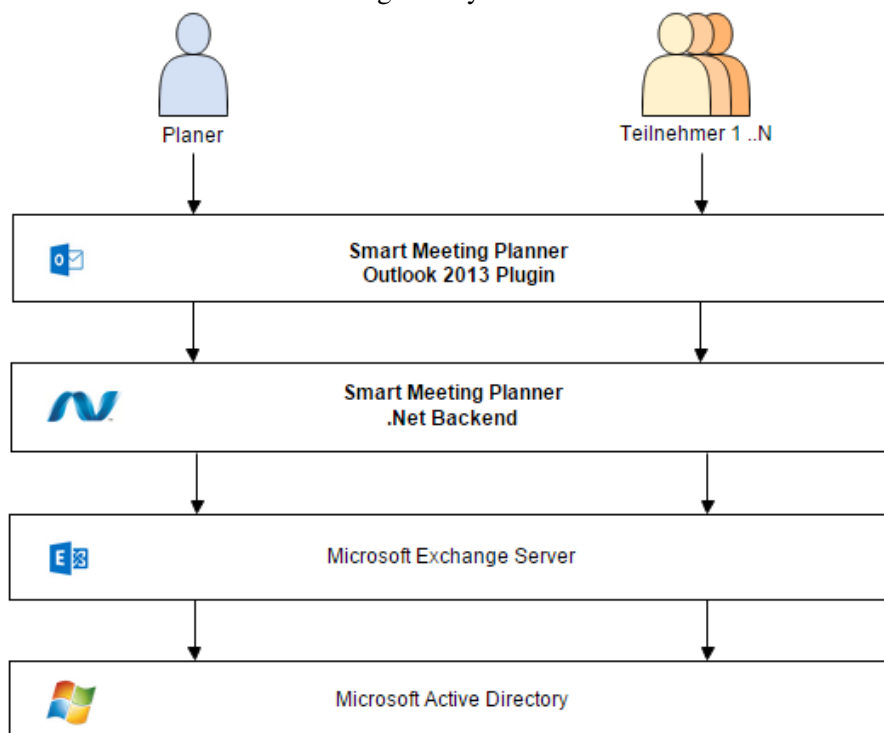 Planer
Teilnehmer 1 ..N
Smart Meeting Planner
Outlook 2013 Plugin
Smart Meeting Planner
.Net Backend
Microsoft Exchange Server
Microsoft Active Directory